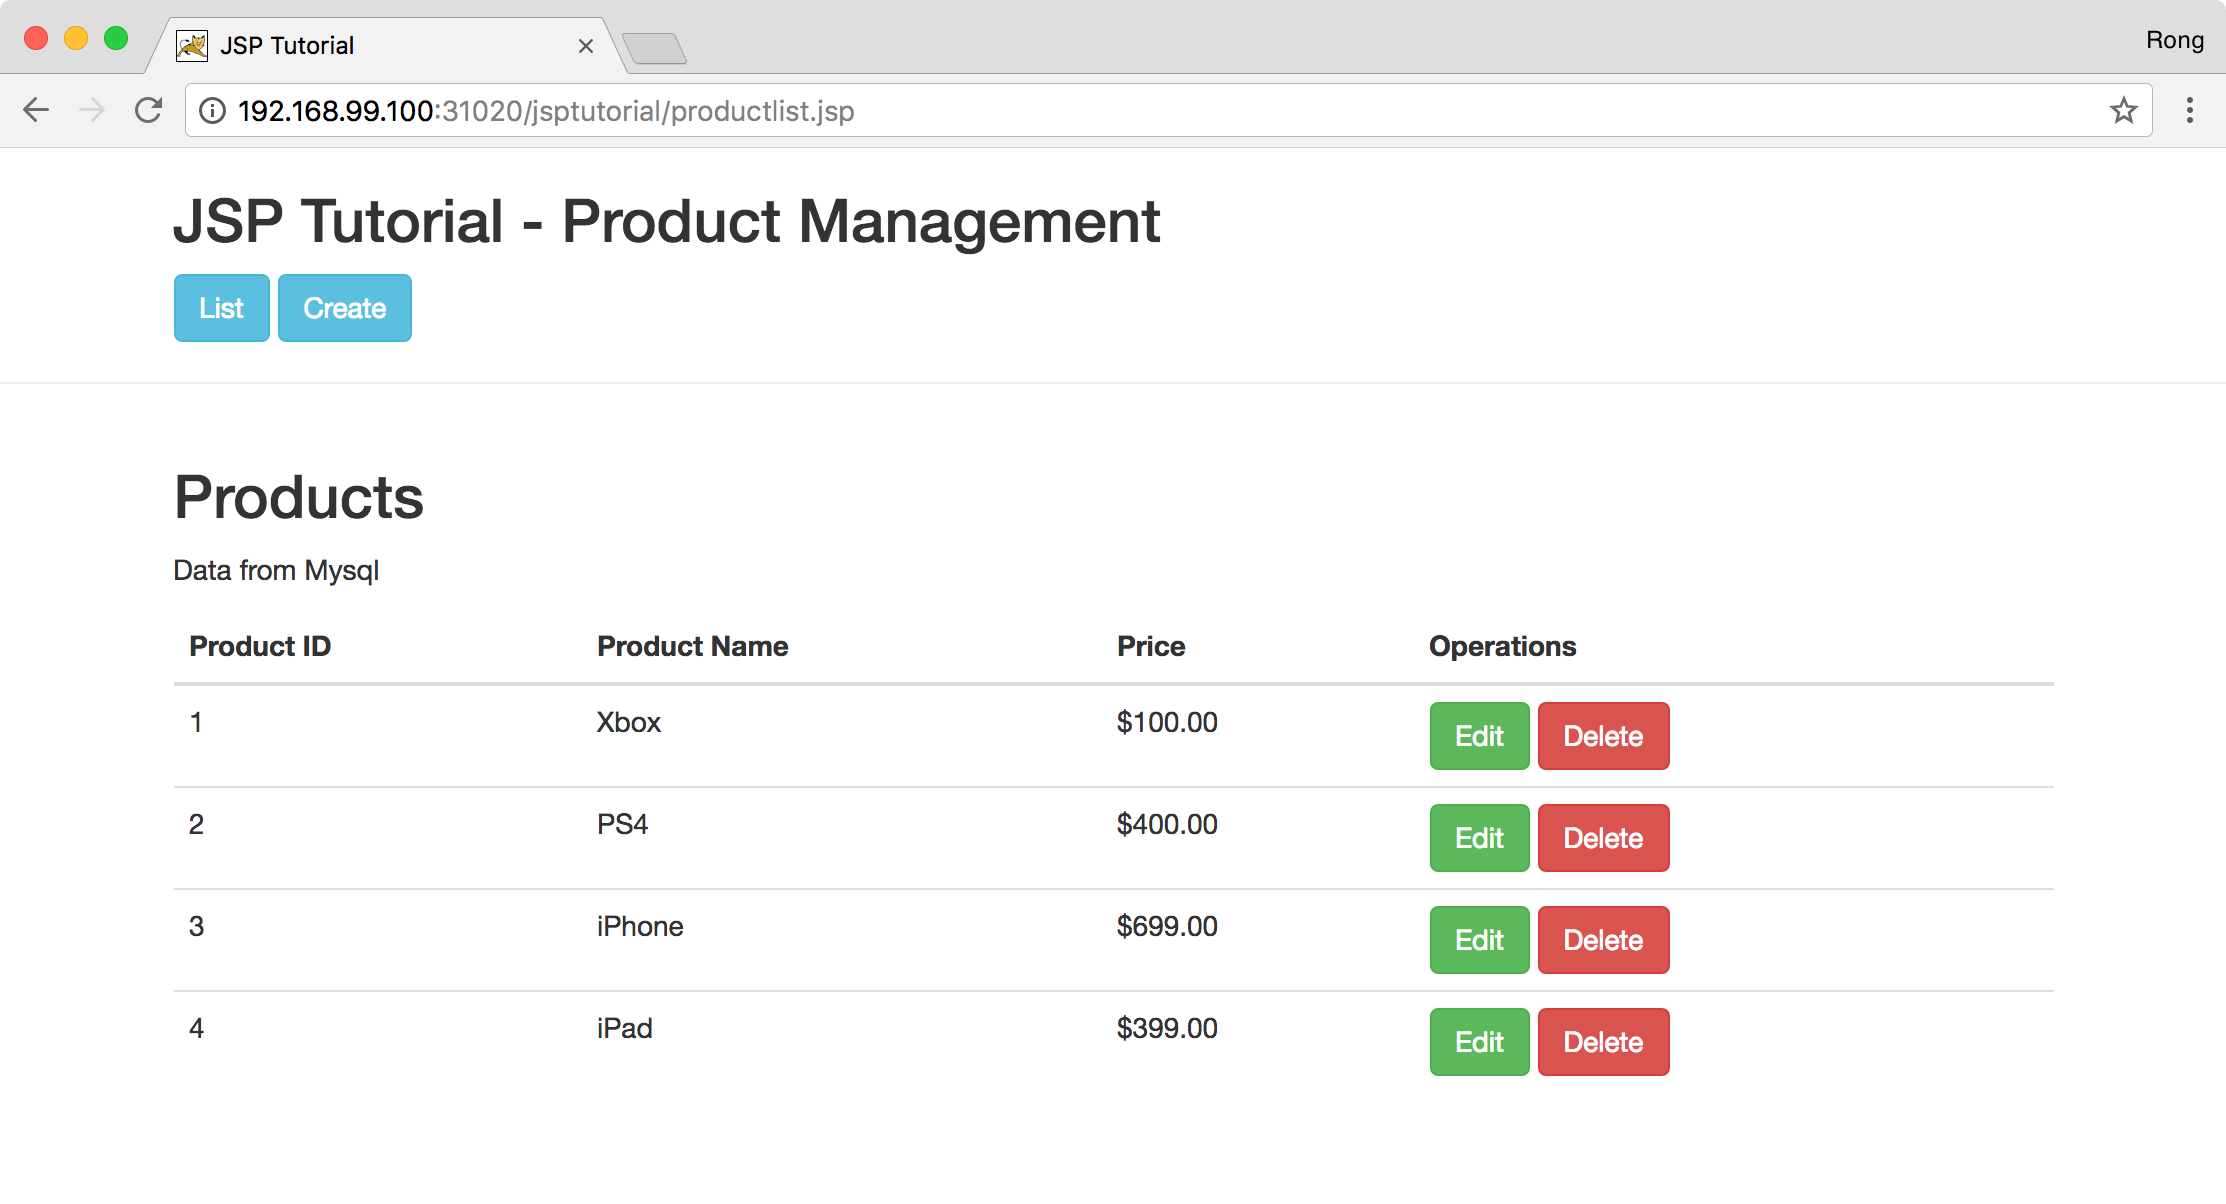 JSP Tutorial
Rong
192.168.99.100:31020/jsptutorial/productlist.jsp
JSP Tutorial - Product Management
List Create
Products
Data from Mysql
Product ID Product Name Price Operations
1 Xbox $100.00 Edit Delete
2 PS4 $400.00 Edit Delete
3 iPhone $699.00 Edit Delete
4 iPad $399.00 Edit Delete